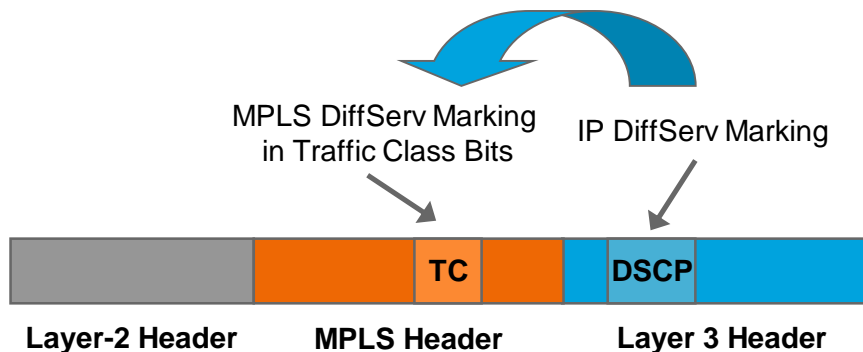 MPLS DiffServ Marking
in Traffic Class Bits
IP DiffServ Marking
TC
DSCP
Layer-2 Header
MPLS Header
Layer 3 Header